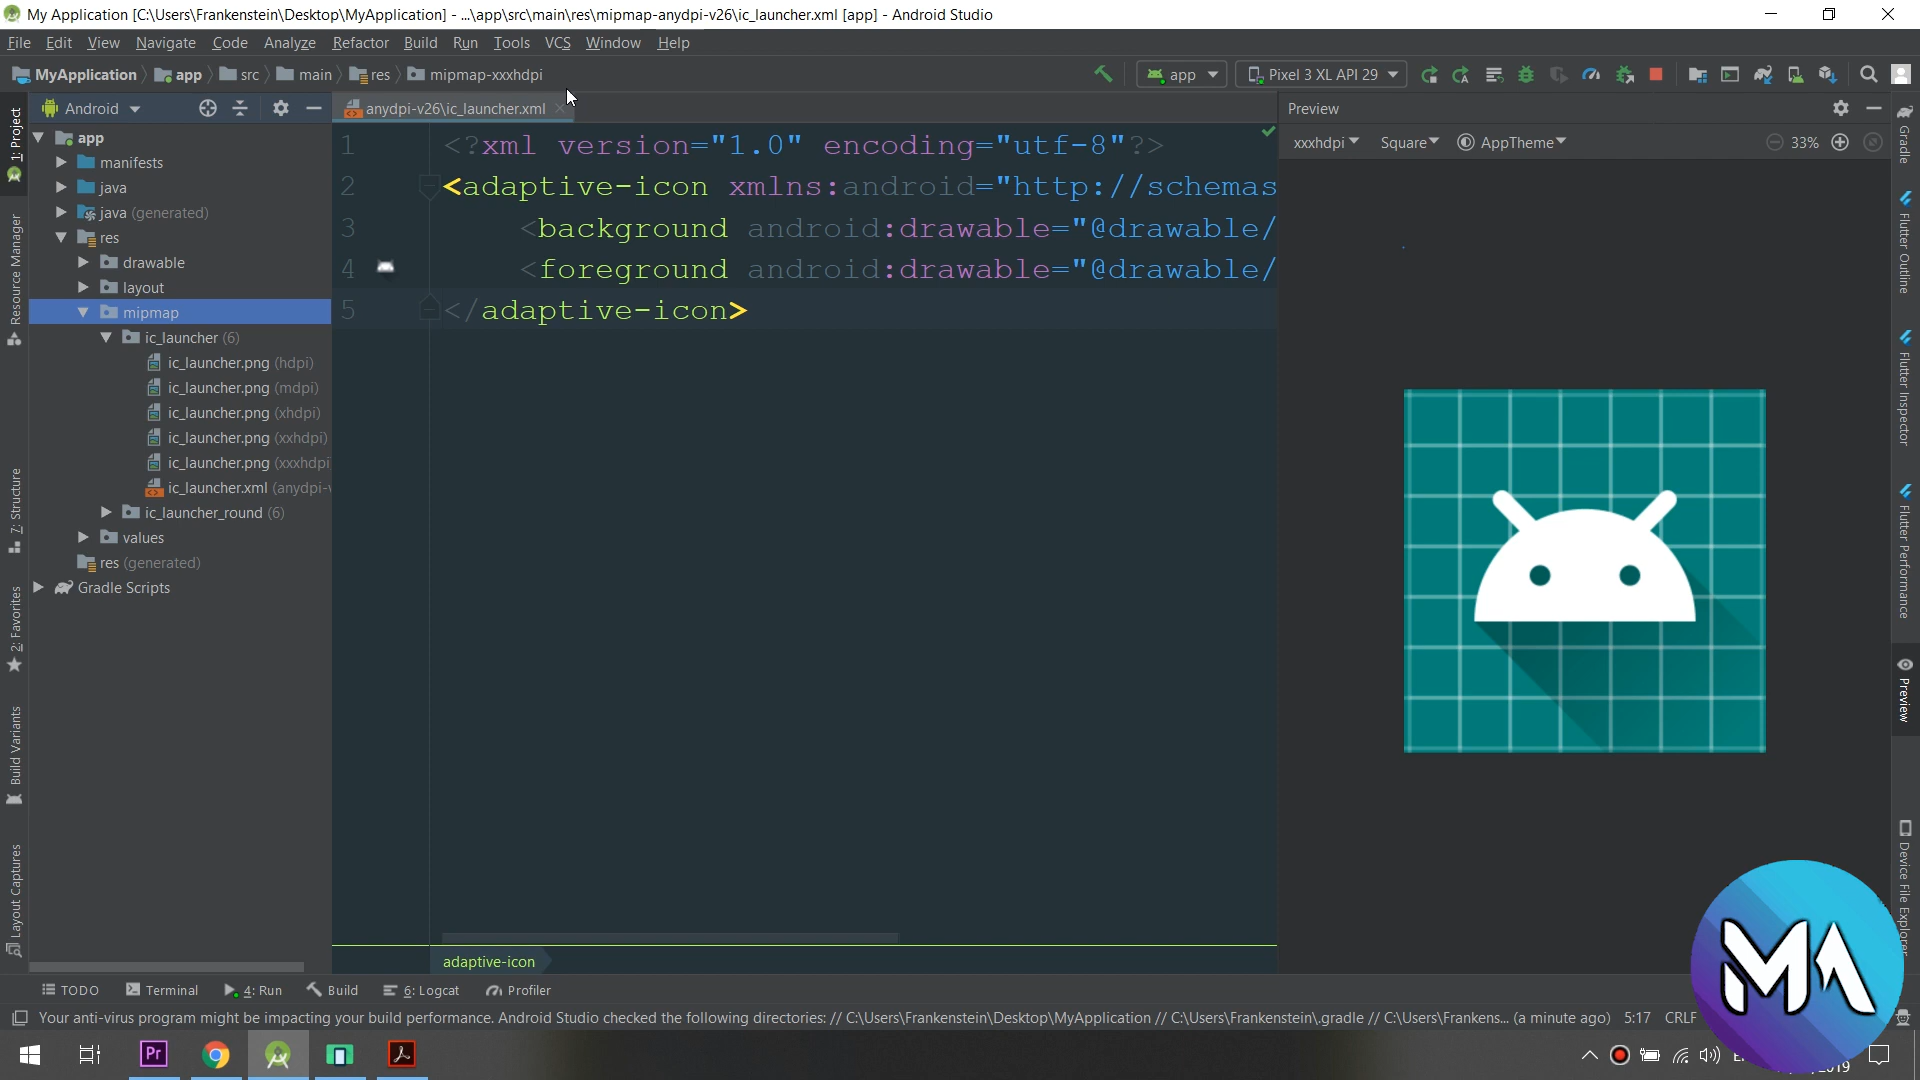 My Application [C:\Users\Frankenstein\Desktop\MyApplication] - ...\app\src\main\res\mipmap-anydpi-v26\ic_launcher.xml [app] - Android Studio
File Edit View Navigate Code Analyze Refactor Build Run Tools VCS Window Help
MyApplication app src main res mipmap-xxxhdpi app Pixel 3 XL API 29
Android anydpi-v26\ic_launcher.xml Preview
xxxhdpi Square AppTheme 33%
app
manifests
java
java (generated)
res
drawable
layout
mipmap
ic_launcher (6)
ic_launcher.png (hdpi)
ic_launcher.png (mdpi)
ic_launcher.png (xhdpi)
ic_launcher.png (xxhdpi)
ic_launcher.png (xxxhdpi
ic_launcher.xml (anydpi-v
ic_launcher_round (6)
values
res (generated)
Gradle Scripts
1 <?xml version="1.0" encoding="utf-8"?>
2 <adaptive-icon xmlns:android="http://schemas
3 <background android:drawable="@drawable/
4 <foreground android:drawable="@drawable/
5 </adaptive-icon>
adaptive-icon
1: Project
Resource Manager
7: Structure
2: Favorites
Build Variants
Layout Captures
Gradle
Flutter Outline
Flutter Inspector
Flutter Performance
Preview
Device File Explorer
MA
TODO Terminal 4: Run Build 6: Logcat Profiler
Your anti-virus program might be impacting your build performance. Android Studio checked the following directories: // C:\Users\Frankenstein\Desktop\MyApplication // C:\Users\Frankenstein\.gradle // C:\Users\Frankens... (a minute ago) 5:17 CRLF
Pr